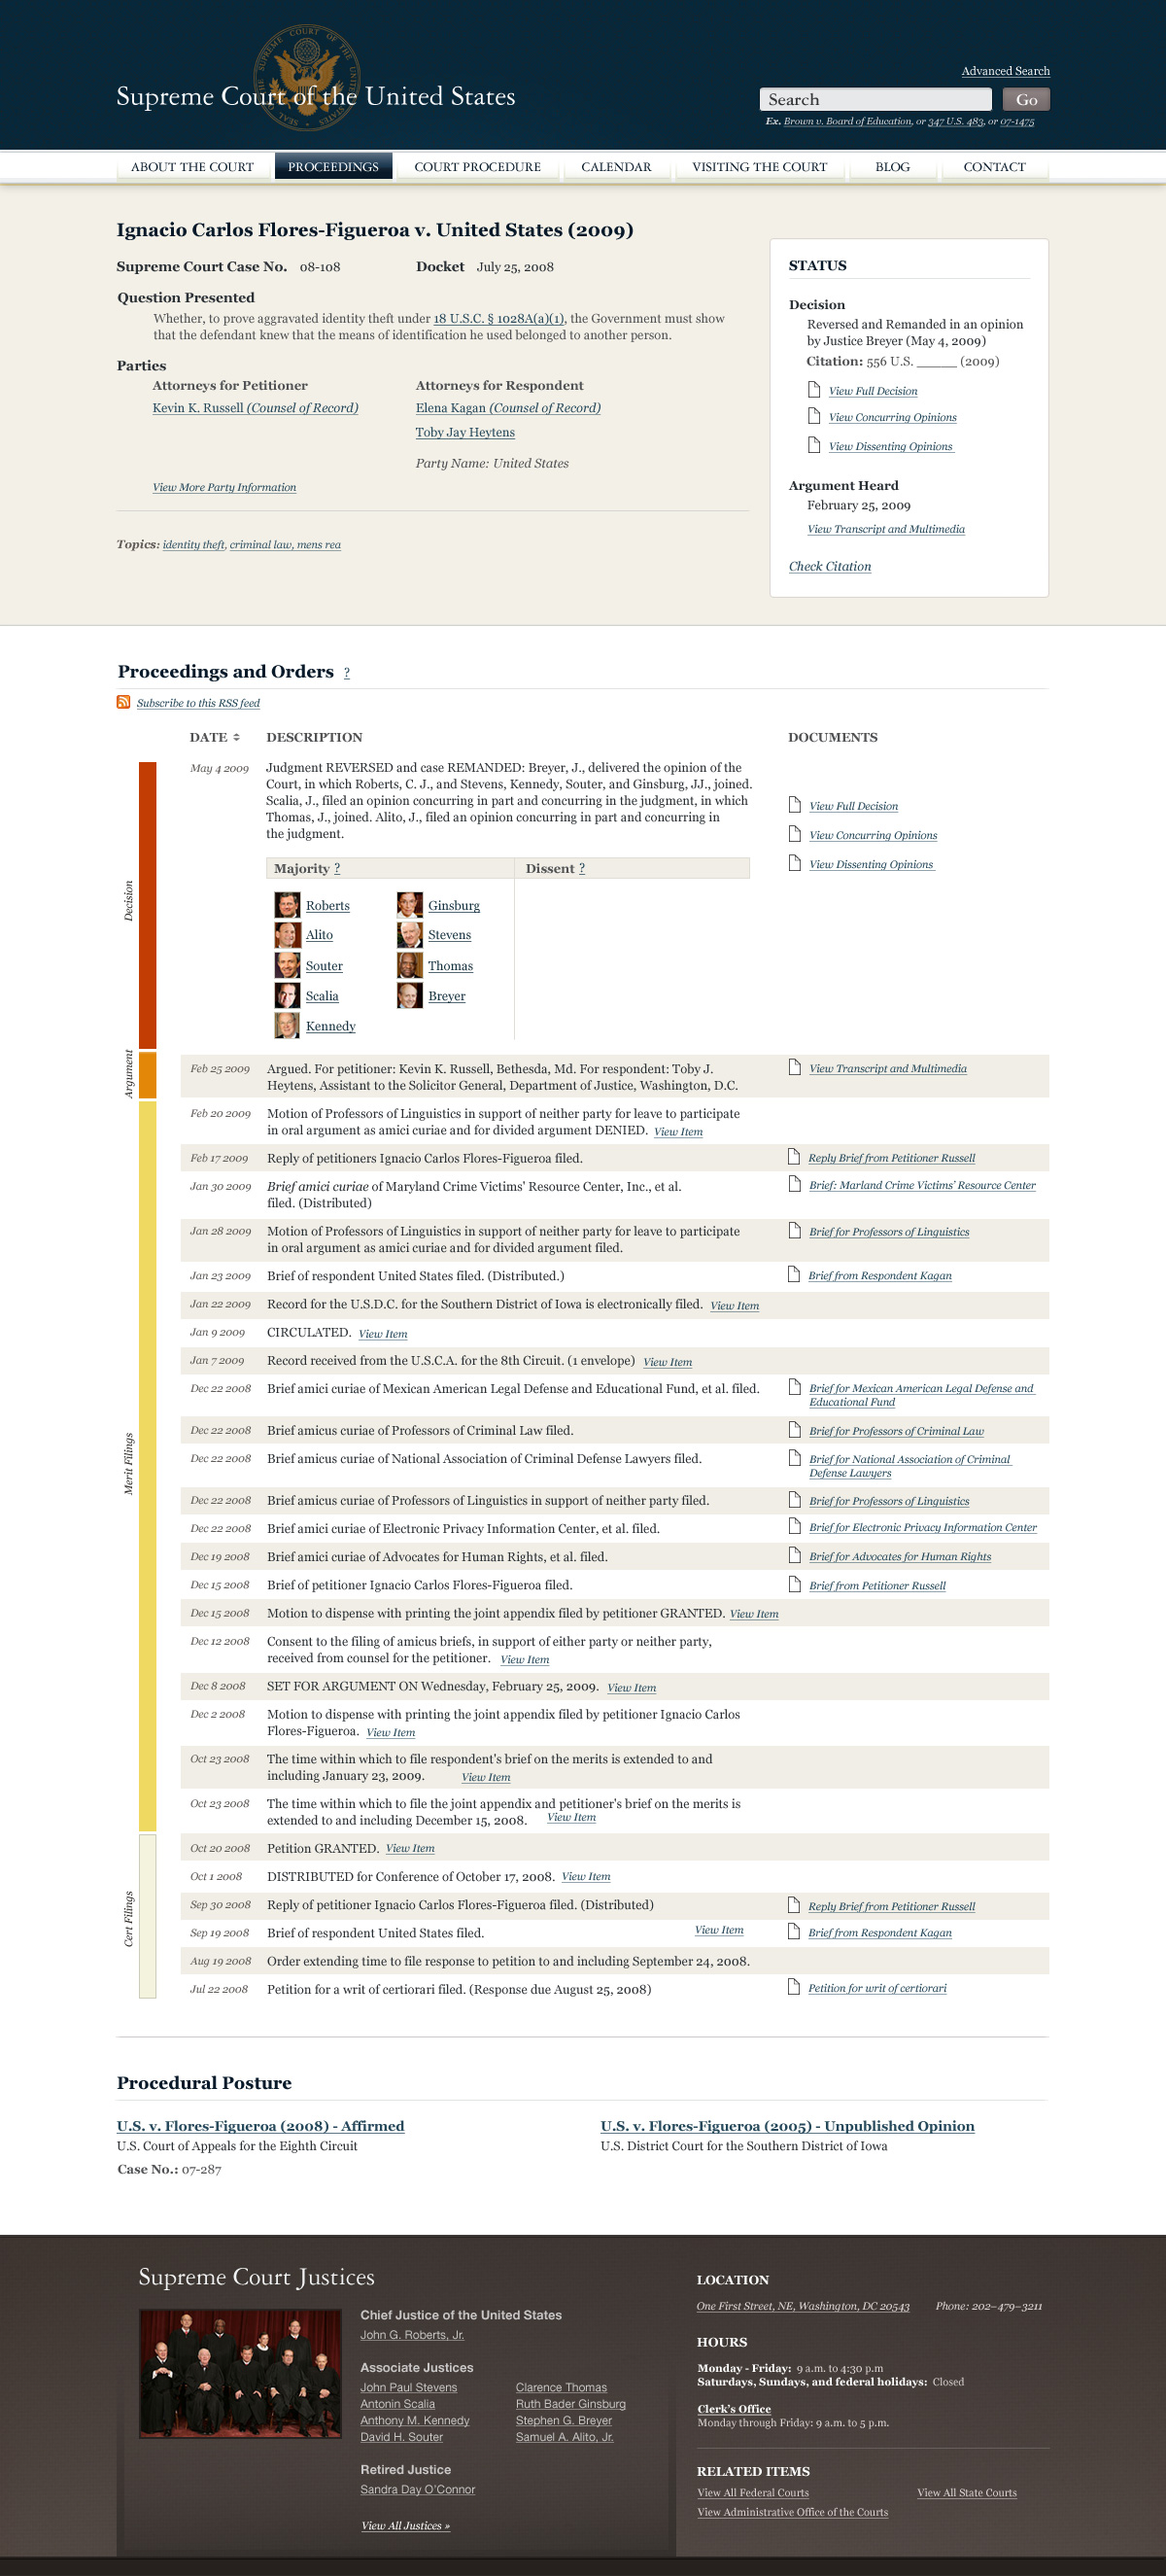 Supreme Court of the United States
Advanced Search
Search
Go
Ex. Brown v. Board of Education, or 347 U.S. 483, or 07-1475
ABOUT THE COURT
PROCEEDINGS
COURT PROCEDURE
CALENDAR
VISITING THE COURT
BLOG
CONTACT
Ignacio Carlos Flores-Figueroa v. United States (2009)
Supreme Court Case No. 08-108
Docket July 25, 2008
Question Presented
Whether, to prove aggravated identity theft under 18 U.S.C. § 1028A(a)(1), the Government must show
that the defendant knew that the means of identification he used belonged to another person.
Parties
Attorneys for Petitioner
Kevin K. Russell (Counsel of Record)
Attorneys for Respondent
Elena Kagan (Counsel of Record)
Toby Jay Heytens
Party Name: United States
View More Party Information
Topics: identity theft, criminal law, mens rea
STATUS
Decision
Reversed and Remanded in an opinion
by Justice Breyer (May 4, 2009)
Citation: 556 U.S. _____ (2009)
View Full Decision
View Concurring Opinions
View Dissenting Opinions
Argument Heard
February 25, 2009
View Transcript and Multimedia
Check Citation
Proceedings and Orders ?
Subscribe to this RSS feed
DATE DESCRIPTION DOCUMENTS
Decision
May 4 2009
Judgment REVERSED and case REMANDED: Breyer, J., delivered the opinion of the
Court, in which Roberts, C. J., and Stevens, Kennedy, Souter, and Ginsburg, JJ., joined.
Scalia, J., filed an opinion concurring in part and concurring in the judgment, in which
Thomas, J., joined. Alito, J., filed an opinion concurring in part and concurring in
the judgment.
View Full Decision
View Concurring Opinions
View Dissenting Opinions
Majority ?
Dissent ?
Roberts
Ginsburg
Alito
Stevens
Souter
Thomas
Scalia
Breyer
Kennedy
Argument
Feb 25 2009
Argued. For petitioner: Kevin K. Russell, Bethesda, Md. For respondent: Toby J.
Heytens, Assistant to the Solicitor General, Department of Justice, Washington, D.C.
View Transcript and Multimedia
Merit Filings
Feb 20 2009
Motion of Professors of Linguistics in support of neither party for leave to participate
in oral argument as amici curiae and for divided argument DENIED. View Item
Feb 17 2009
Reply of petitioners Ignacio Carlos Flores-Figueroa filed.
Reply Brief from Petitioner Russell
Jan 30 2009
Brief amici curiae of Maryland Crime Victims' Resource Center, Inc., et al.
filed. (Distributed)
Brief: Marland Crime Victims' Resource Center
Jan 28 2009
Motion of Professors of Linguistics in support of neither party for leave to participate
in oral argument as amici curiae and for divided argument filed.
Brief for Professors of Linguistics
Jan 23 2009
Brief of respondent United States filed. (Distributed.)
Brief from Respondent Kagan
Jan 22 2009
Record for the U.S.D.C. for the Southern District of Iowa is electronically filed. View Item
Jan 9 2009
CIRCULATED. View Item
Jan 7 2009
Record received from the U.S.C.A. for the 8th Circuit. (1 envelope) View Item
Dec 22 2008
Brief amici curiae of Mexican American Legal Defense and Educational Fund, et al. filed.
Brief for Mexican American Legal Defense and
Educational Fund
Dec 22 2008
Brief amicus curiae of Professors of Criminal Law filed.
Brief for Professors of Criminal Law
Dec 22 2008
Brief amicus curiae of National Association of Criminal Defense Lawyers filed.
Brief for National Association of Criminal
Defense Lawyers
Dec 22 2008
Brief amicus curiae of Professors of Linguistics in support of neither party filed.
Brief for Professors of Linguistics
Dec 22 2008
Brief amici curiae of Electronic Privacy Information Center, et al. filed.
Brief for Electronic Privacy Information Center
Dec 19 2008
Brief amici curiae of Advocates for Human Rights, et al. filed.
Brief for Advocates for Human Rights
Dec 15 2008
Brief of petitioner Ignacio Carlos Flores-Figueroa filed.
Brief from Petitioner Russell
Dec 15 2008
Motion to dispense with printing the joint appendix filed by petitioner GRANTED. View Item
Dec 12 2008
Consent to the filing of amicus briefs, in support of either party or neither party,
received from counsel for the petitioner. View Item
Dec 8 2008
SET FOR ARGUMENT ON Wednesday, February 25, 2009. View Item
Dec 2 2008
Motion to dispense with printing the joint appendix filed by petitioner Ignacio Carlos
Flores-Figueroa. View Item
Oct 23 2008
The time within which to file respondent's brief on the merits is extended to and
including January 23, 2009. View Item
Oct 23 2008
The time within which to file the joint appendix and petitioner's brief on the merits is
extended to and including December 15, 2008. View Item
Cert Filings
Oct 20 2008
Petition GRANTED. View Item
Oct 1 2008
DISTRIBUTED for Conference of October 17, 2008. View Item
Sep 30 2008
Reply of petitioner Ignacio Carlos Flores-Figueroa filed. (Distributed)
Reply Brief from Petitioner Russell
Sep 19 2008
Brief of respondent United States filed. View Item
Brief from Respondent Kagan
Aug 19 2008
Order extending time to file response to petition to and including September 24, 2008.
Jul 22 2008
Petition for a writ of certiorari filed. (Response due August 25, 2008)
Petition for writ of certiorari
Procedural Posture
U.S. v. Flores-Figueroa (2008) - Affirmed
U.S. Court of Appeals for the Eighth Circuit
Case No.: 07-287
U.S. v. Flores-Figueroa (2005) - Unpublished Opinion
U.S. District Court for the Southern District of Iowa
Supreme Court Justices
Chief Justice of the United States
John G. Roberts, Jr.
Associate Justices
John Paul Stevens
Antonin Scalia
Anthony M. Kennedy
David H. Souter
Clarence Thomas
Ruth Bader Ginsburg
Stephen G. Breyer
Samuel A. Alito, Jr.
Retired Justice
Sandra Day O'Connor
View All Justices »
LOCATION
One First Street, NE, Washington, DC 20543
Phone: 202–479–3211
HOURS
Monday - Friday: 9 a.m. to 4:30 p.m
Saturdays, Sundays, and federal holidays: Closed
Clerk's Office
Monday through Friday: 9 a.m. to 5 p.m.
RELATED ITEMS
View All Federal Courts
View All State Courts
View Administrative Office of the Courts